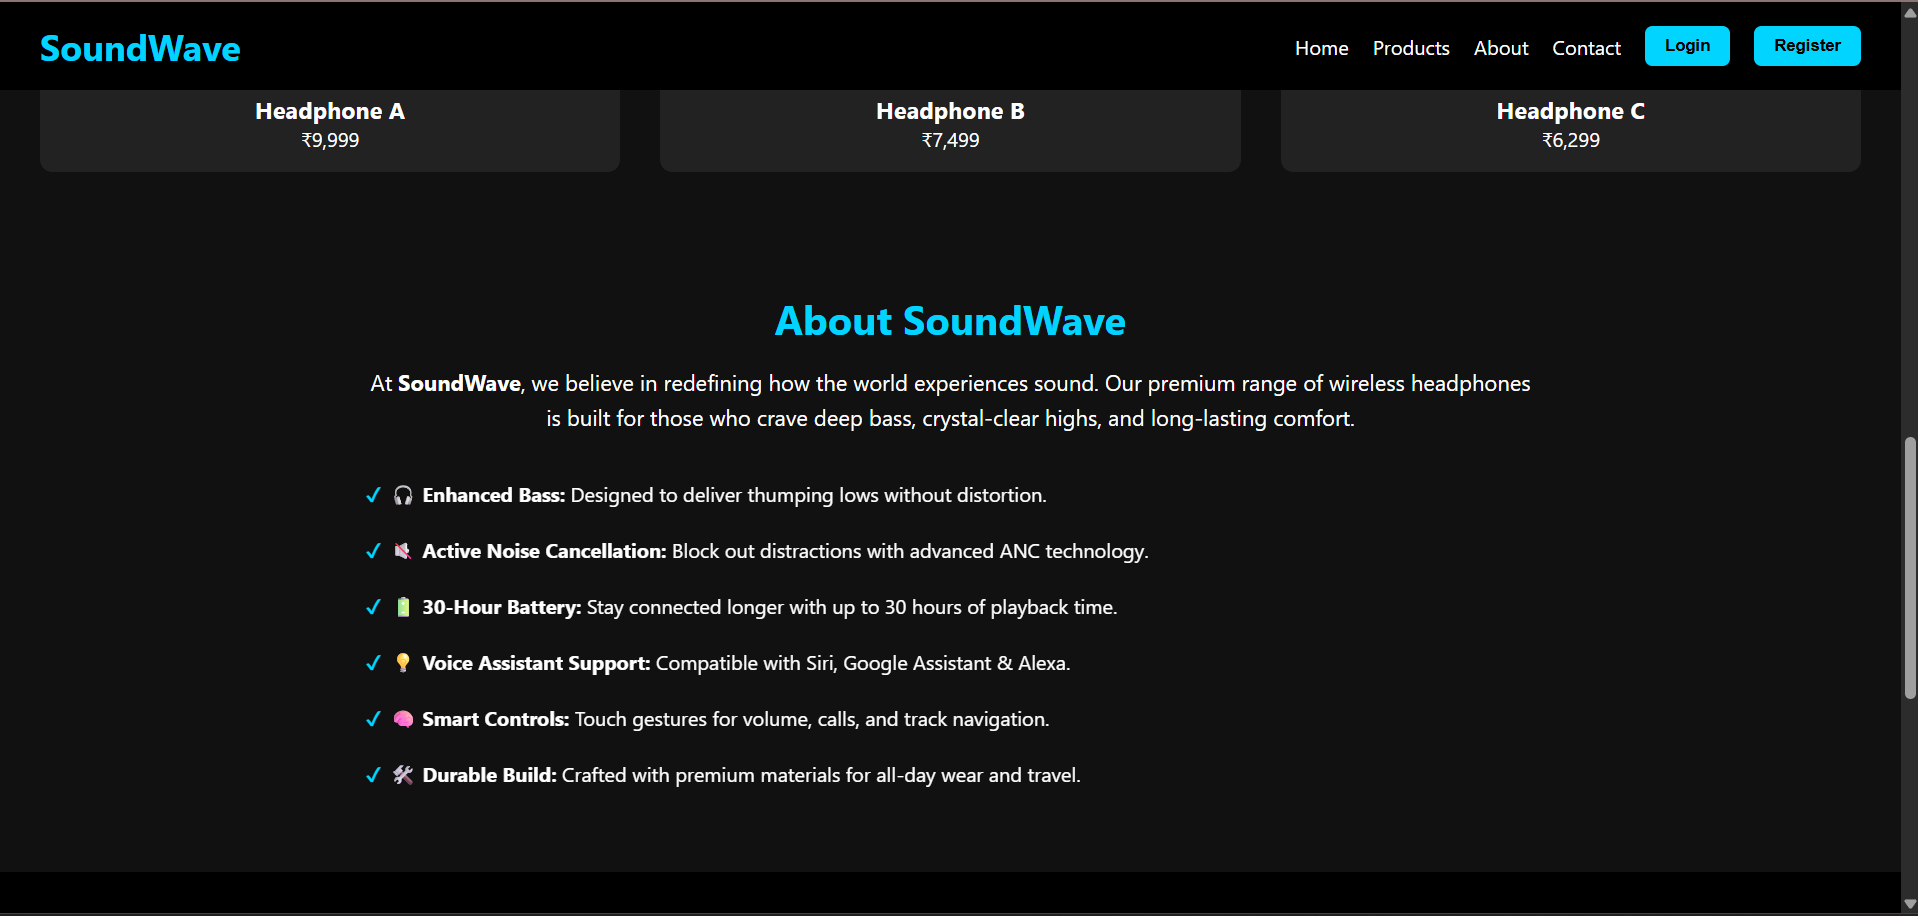 SoundWave
Home Products About Contact Login Register
Headphone A
₹9,999
Headphone B
₹7,499
Headphone C
₹6,299
About SoundWave
At SoundWave, we believe in redefining how the world experiences sound. Our premium range of wireless headphones
is built for those who crave deep bass, crystal-clear highs, and long-lasting comfort.
✓ 🎧 Enhanced Bass: Designed to deliver thumping lows without distortion.
✓ 🔇 Active Noise Cancellation: Block out distractions with advanced ANC technology.
✓ 🔋 30-Hour Battery: Stay connected longer with up to 30 hours of playback time.
✓ 💡 Voice Assistant Support: Compatible with Siri, Google Assistant & Alexa.
✓ 🧠 Smart Controls: Touch gestures for volume, calls, and track navigation.
✓ 🛠 Durable Build: Crafted with premium materials for all-day wear and travel.